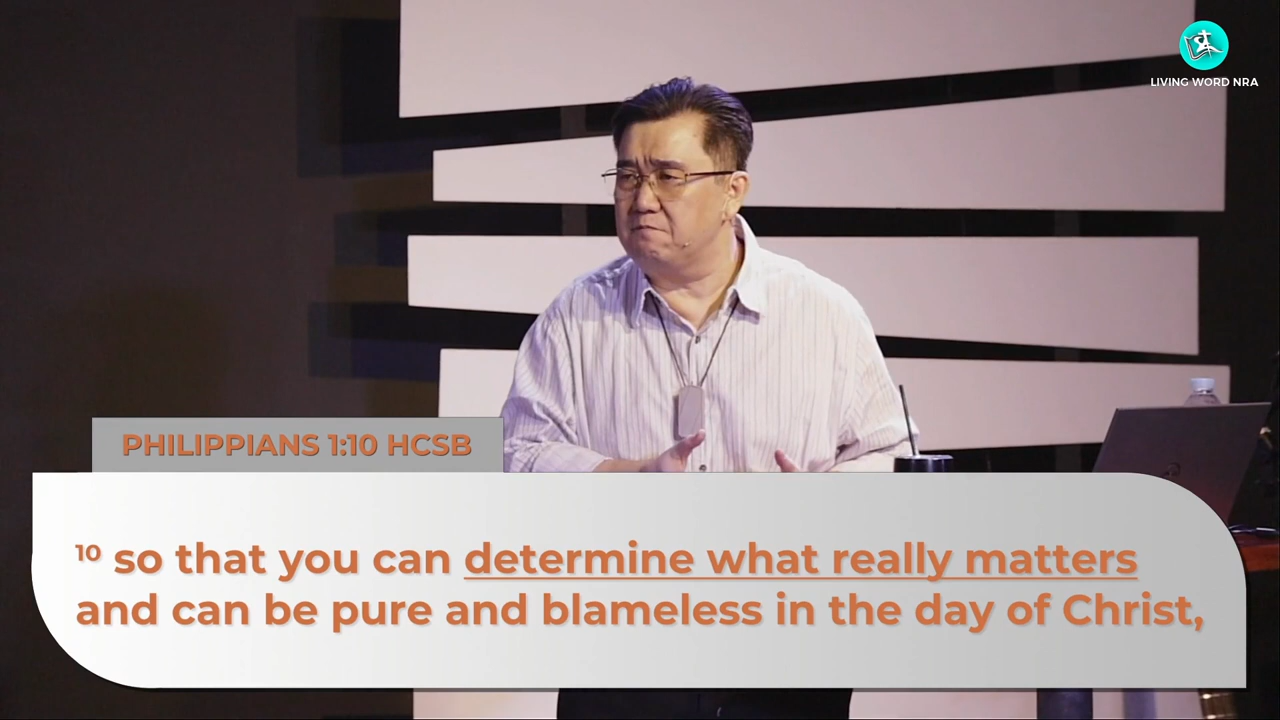 LIVING WORD NRA
PHILIPPIANS 1:10 HCSB
¹⁰ so that you can determine what really matters
and can be pure and blameless in the day of Christ,